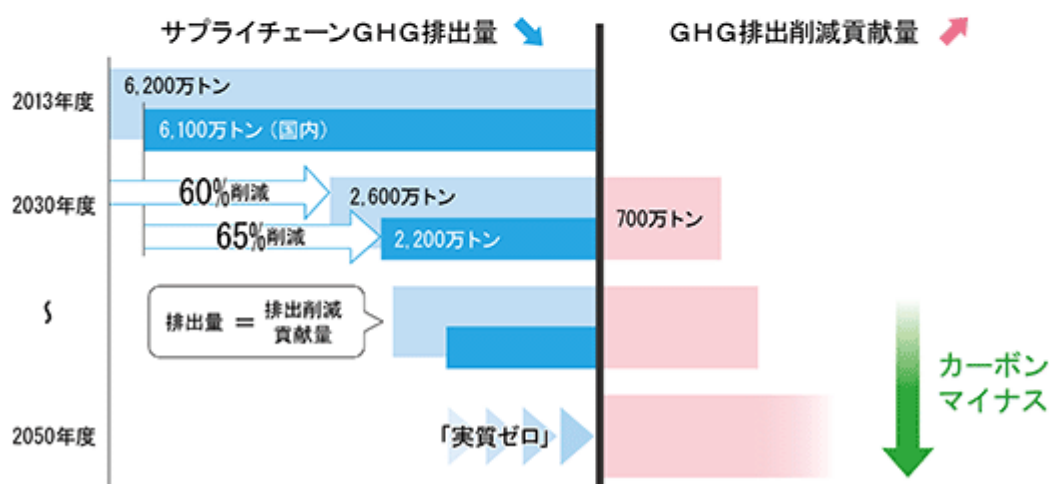 サプライチェーンGHG排出量
GHG排出削減貢献量
2013年度
6,200万トン
6,100万トン(国内)
2030年度
60%削減
2,600万トン
65%削減
2,200万トン
700万トン
〜
排出量 = 排出削減
貢献量
カーボン
マイナス
2050年度
「実質ゼロ」